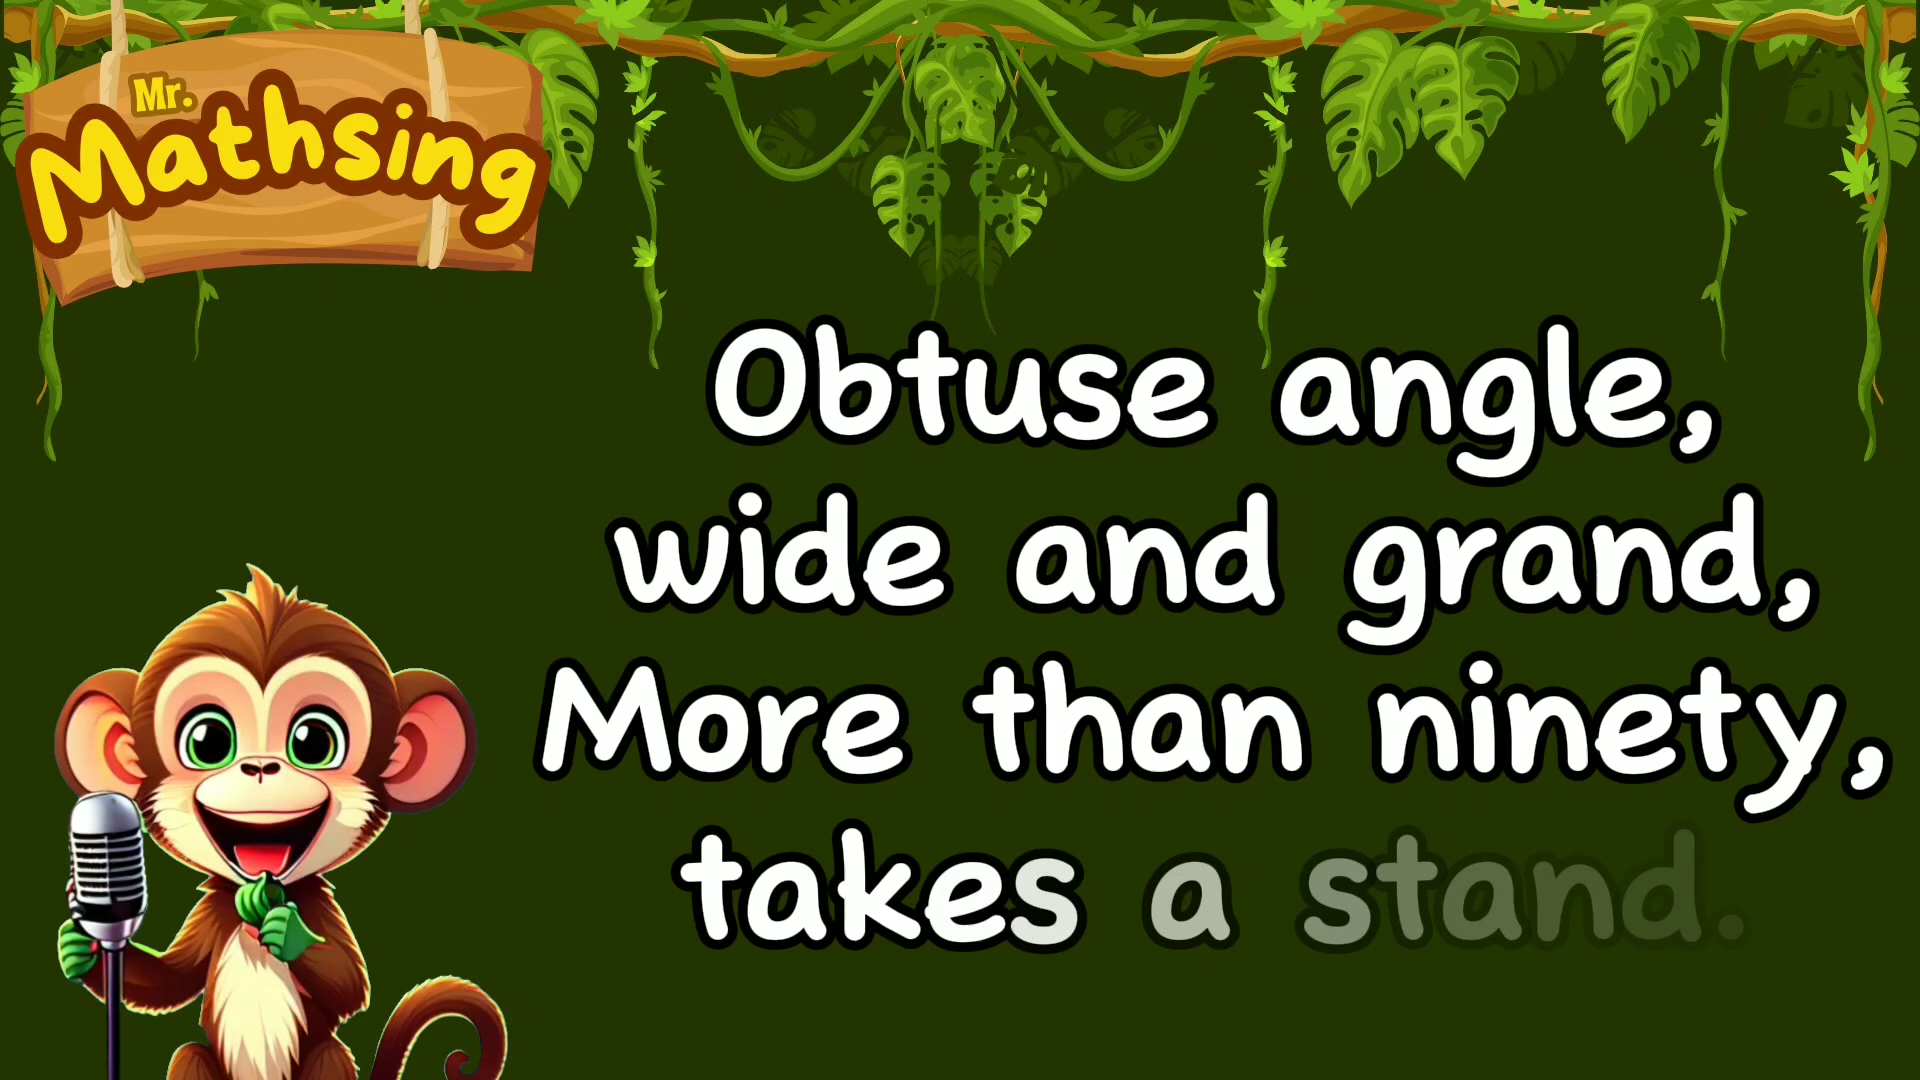 Mr.
Mathsing
Obtuse angle,
wide and grand,
More than ninety,
takes a stand.